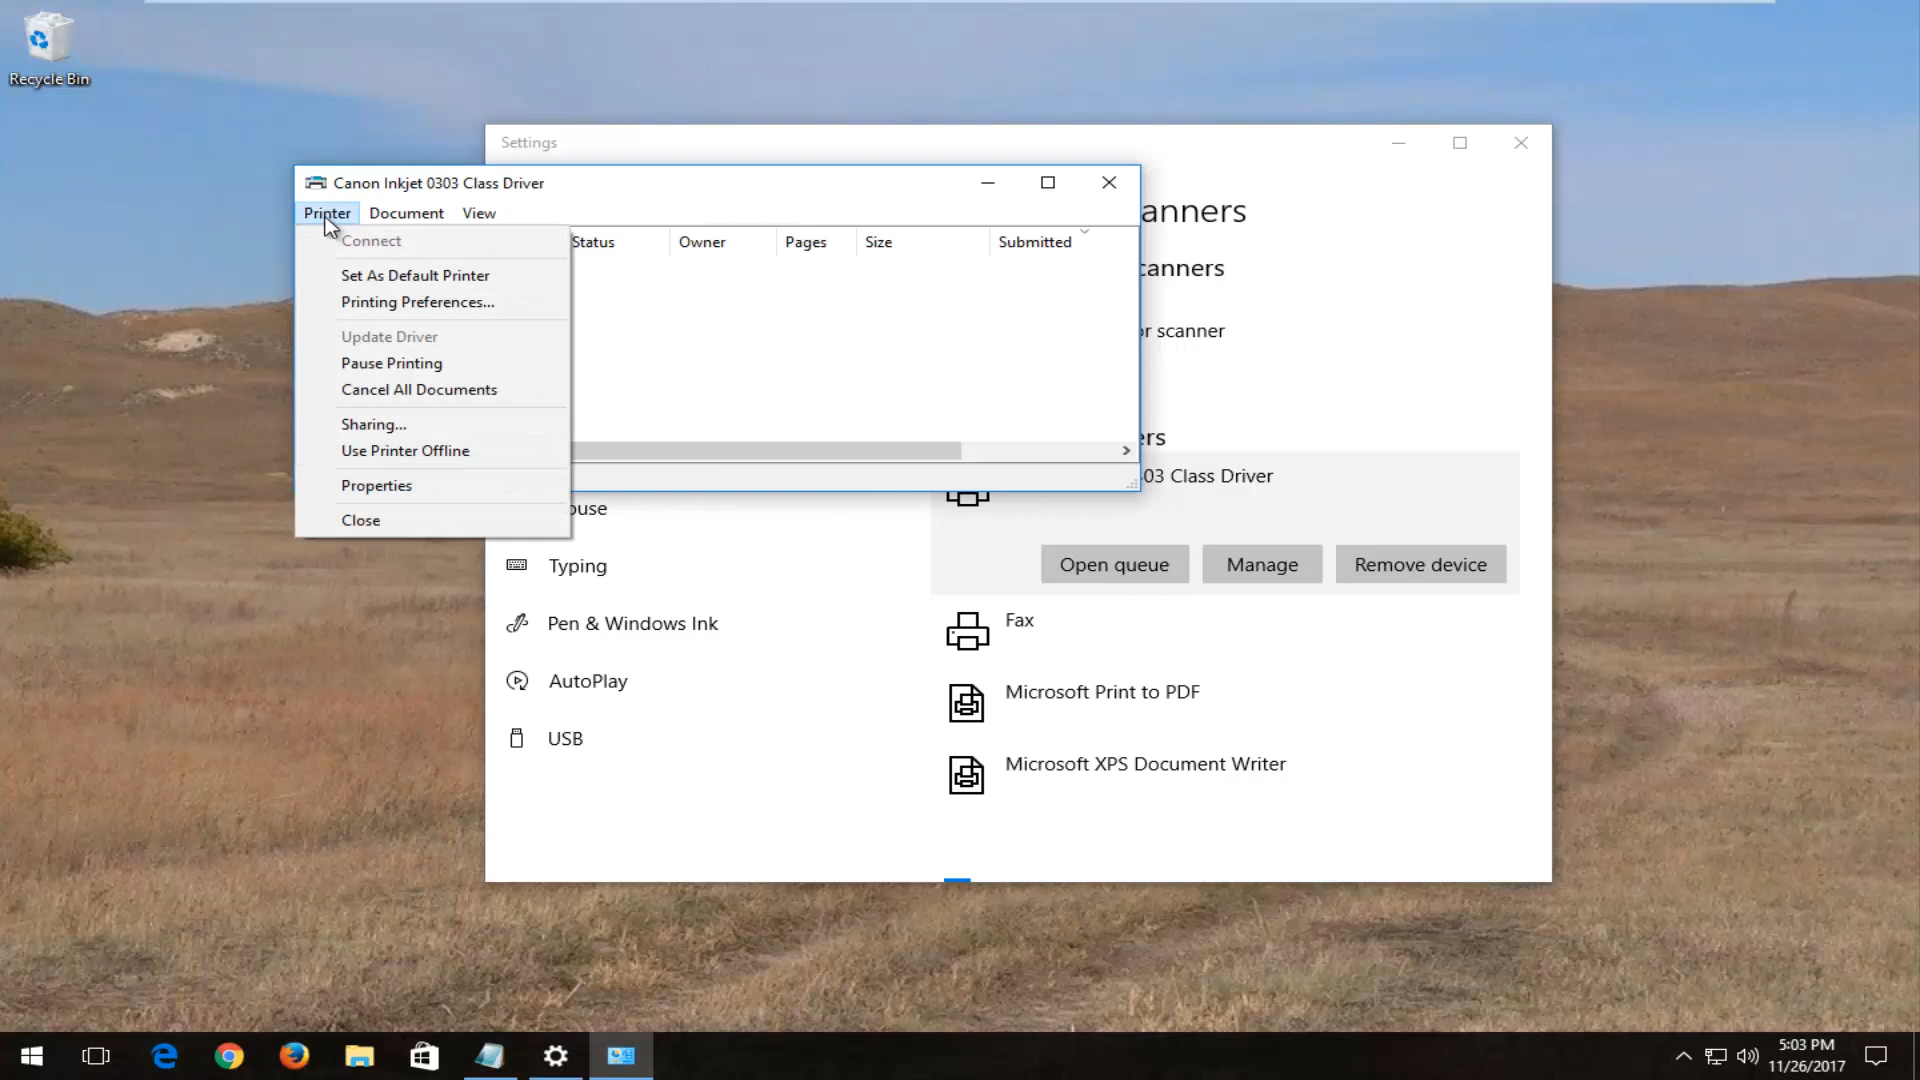 Recycle Bin
Settings
Canon Inkjet 0303 Class Driver
Printer Document View
Connect
Set As Default Printer
Printing Preferences...
Update Driver
Pause Printing
Cancel All Documents
Sharing...
Use Printer Offline
Properties
Close
Status Owner Pages Size Submitted
anners
canners
or scanner
ers
03 Class Driver
Open queue Manage Remove device
ouse
Typing
Pen & Windows Ink
AutoPlay
USB
Fax
Microsoft Print to PDF
Microsoft XPS Document Writer
5:03 PM
11/26/2017